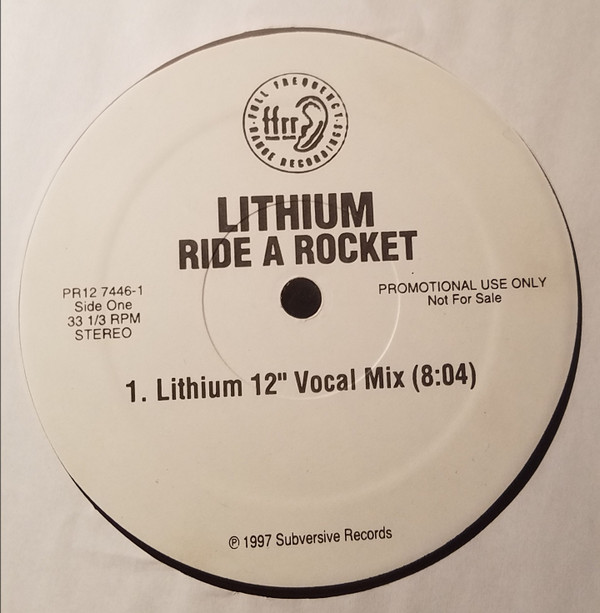 FULL FREQUENCY
ffrr
RANGE RECORDINGS
LITHIUM
RIDE A ROCKET
PR12 7446-1
Side One
33 1/3 RPM
STEREO
PROMOTIONAL USE ONLY
Not For Sale
1. Lithium 12" Vocal Mix (8:04)
℗ 1997 Subversive Records